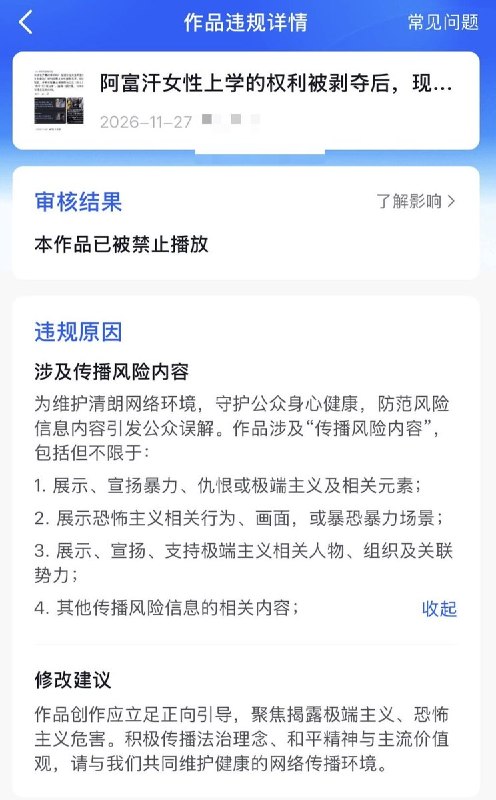 作品违规详情
常见问题
阿富汗女性上学的权利被剥夺后，现...
2026-11-27
审核结果
了解影响 >
本作品已被禁止播放
违规原因
涉及传播风险内容
为维护清朗网络环境，守护公众身心健康，防范风险
信息内容引发公众误解。作品涉及“传播风险内容”，
包括但不限于：
1. 展示、宣扬暴力、仇恨或极端主义及相关元素；
2. 展示恐怖主义相关行为、画面，或暴恐暴力场景；
3. 展示、宣扬、支持极端主义相关人物、组织及关联
势力；
4. 其他传播风险信息的相关内容；
收起
修改建议
作品创作应立足正向引导，聚焦揭露极端主义、恐怖
主义危害。积极传播法治理念、和平精神与主流价值
观，请与我们共同维护健康的网络传播环境。